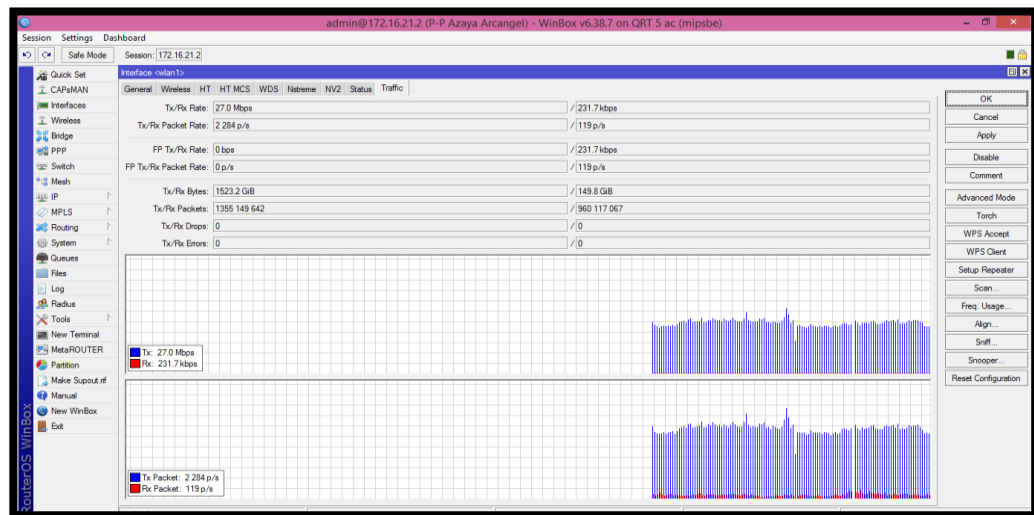 admin@172.16.21.2 (P-P Azaya Arcangel) - WinBox v6.38.7 on QRT 5 ac (mipsbe)
Session Settings Dashboard
Safe Mode Session: 172.16.21.2
Quick Set
CAPsMAN
Interfaces
Wireless
Bridge
PPP
Switch
Mesh
IP
MPLS
Routing
System
Queues
Files
Log
Radius
Tools
New Terminal
MetaROUTER
Partition
Make Supout.rif
Manual
New WinBox
Exit
RouterOS WinBox
Interface <wlan1>
General Wireless HT HT MCS WDS Nstreme NV2 Status Traffic
Tx/Rx Rate: 27.0 Mbps / 231.7 kbps
Tx/Rx Packet Rate: 2 284 p/s / 119 p/s
FP Tx/Rx Rate: 0 bps / 231.7 kbps
FP Tx/Rx Packet Rate: 0 p/s / 119 p/s
Tx/Rx Bytes: 1523.2 GiB / 149.8 GiB
Tx/Rx Packets: 1355 149 642 / 960 117 067
Tx/Rx Drops: 0 / 0
Tx/Rx Errors: 0 / 0
Tx: 27.0 Mbps
Rx: 231.7 kbps
Tx Packet: 2 284 p/s
Rx Packet: 119 p/s
OK
Cancel
Apply
Disable
Comment
Advanced Mode
Torch
WPS Accept
WPS Client
Setup Repeater
Scan...
Freq. Usage...
Align...
Sniff...
Snooper...
Reset Configuration